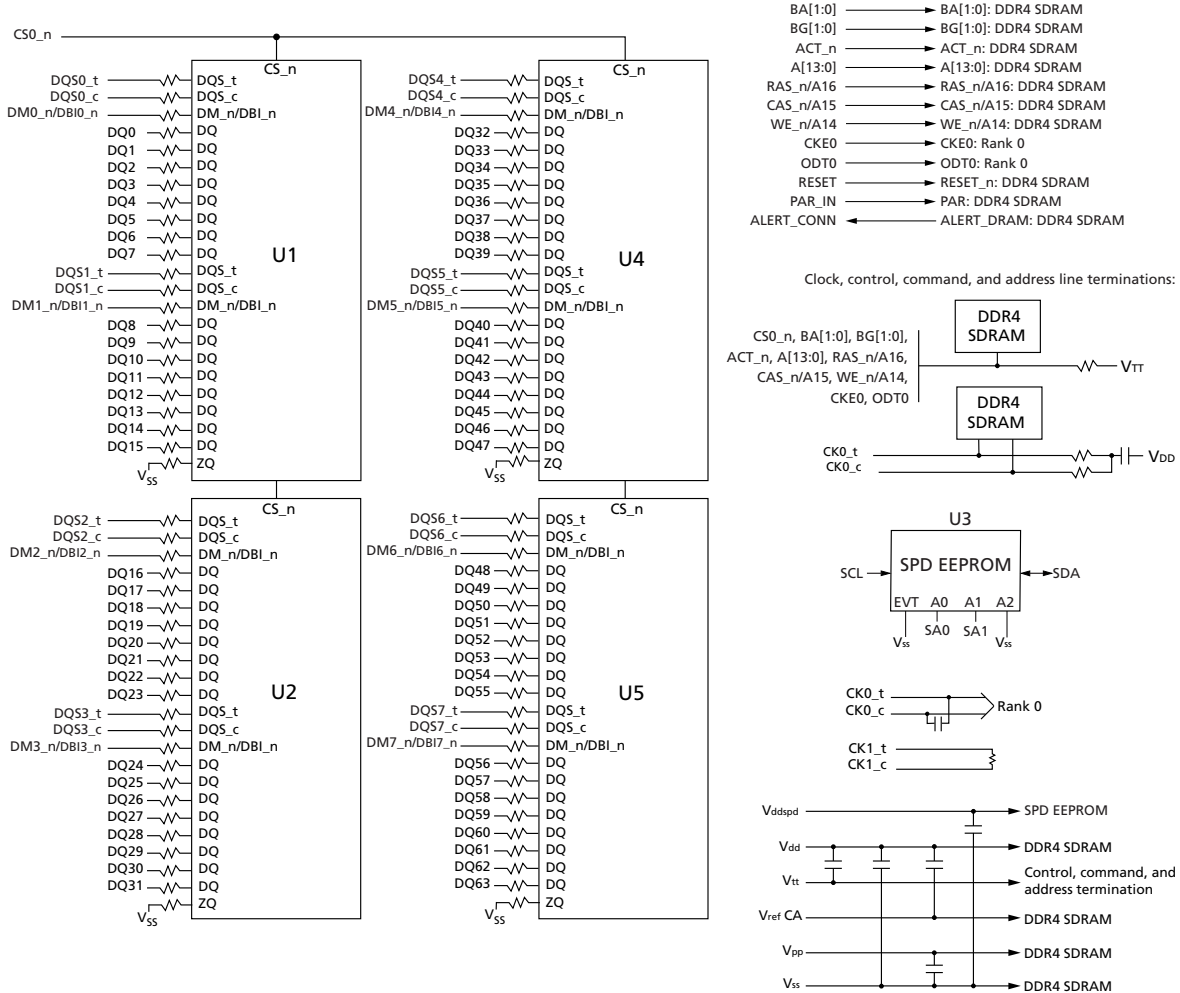 CS0_n
CS_n
DQS0_t DQS_t
DQS0_c DQS_c
DM0_n/DBI0_n DM_n/DBI_n
DQ0 DQ
DQ1 DQ
DQ2 DQ
DQ3 DQ
DQ4 DQ
DQ5 DQ
DQ6 DQ
DQ7 DQ
U1
DQS1_t DQS_t
DQS1_c DQS_c
DM1_n/DBI1_n DM_n/DBI_n
DQ8 DQ
DQ9 DQ
DQ10 DQ
DQ11 DQ
DQ12 DQ
DQ13 DQ
DQ14 DQ
DQ15 DQ
VSS ZQ
CS_n
DQS2_t DQS_t
DQS2_c DQS_c
DM2_n/DBI2_n DM_n/DBI_n
DQ16 DQ
DQ17 DQ
DQ18 DQ
DQ19 DQ
DQ20 DQ
DQ21 DQ
DQ22 DQ
DQ23 DQ
U2
DQS3_t DQS_t
DQS3_c DQS_c
DM3_n/DBI3_n DM_n/DBI_n
DQ24 DQ
DQ25 DQ
DQ26 DQ
DQ27 DQ
DQ28 DQ
DQ29 DQ
DQ30 DQ
DQ31 DQ
VSS ZQ
CS_n
DQS4_t DQS_t
DQS4_c DQS_c
DM4_n/DBI4_n DM_n/DBI_n
DQ32 DQ
DQ33 DQ
DQ34 DQ
DQ35 DQ
DQ36 DQ
DQ37 DQ
DQ38 DQ
DQ39 DQ
U4
DQS5_t DQS_t
DQS5_c DQS_c
DM5_n/DBI5_n DM_n/DBI_n
DQ40 DQ
DQ41 DQ
DQ42 DQ
DQ43 DQ
DQ44 DQ
DQ45 DQ
DQ46 DQ
DQ47 DQ
VSS ZQ
CS_n
DQS6_t DQS_t
DQS6_c DQS_c
DM6_n/DBI6_n DM_n/DBI_n
DQ48 DQ
DQ49 DQ
DQ50 DQ
DQ51 DQ
DQ52 DQ
DQ53 DQ
DQ54 DQ
DQ55 DQ
U5
DQS7_t DQS_t
DQS7_c DQS_c
DM7_n/DBI7_n DM_n/DBI_n
DQ56 DQ
DQ57 DQ
DQ58 DQ
DQ59 DQ
DQ60 DQ
DQ61 DQ
DQ62 DQ
DQ63 DQ
VSS ZQ
BA[1:0] BA[1:0]: DDR4 SDRAM
BG[1:0] BG[1:0]: DDR4 SDRAM
ACT_n ACT_n: DDR4 SDRAM
A[13:0] A[13:0]: DDR4 SDRAM
RAS_n/A16 RAS_n/A16: DDR4 SDRAM
CAS_n/A15 CAS_n/A15: DDR4 SDRAM
WE_n/A14 WE_n/A14: DDR4 SDRAM
CKE0 CKE0: Rank 0
ODT0 ODT0: Rank 0
RESET RESET_n: DDR4 SDRAM
PAR_IN PAR: DDR4 SDRAM
ALERT_CONN ALERT_DRAM: DDR4 SDRAM
Clock, control, command, and address line terminations:
DDR4
SDRAM
CS0_n, BA[1:0], BG[1:0],
ACT_n, A[13:0], RAS_n/A16,
CAS_n/A15, WE_n/A14,
CKE0, ODT0
VTT
DDR4
SDRAM
CK0_t
CK0_c
VDD
U3
SPD EEPROM
SCL SDA
EVT A0 A1 A2
Vss SA0 SA1 Vss
CK0_t
CK0_c
Rank 0
CK1_t
CK1_c
Vddspd SPD EEPROM
Vdd DDR4 SDRAM
Vtt Control, command, and
address termination
Vref CA DDR4 SDRAM
Vpp DDR4 SDRAM
Vss DDR4 SDRAM